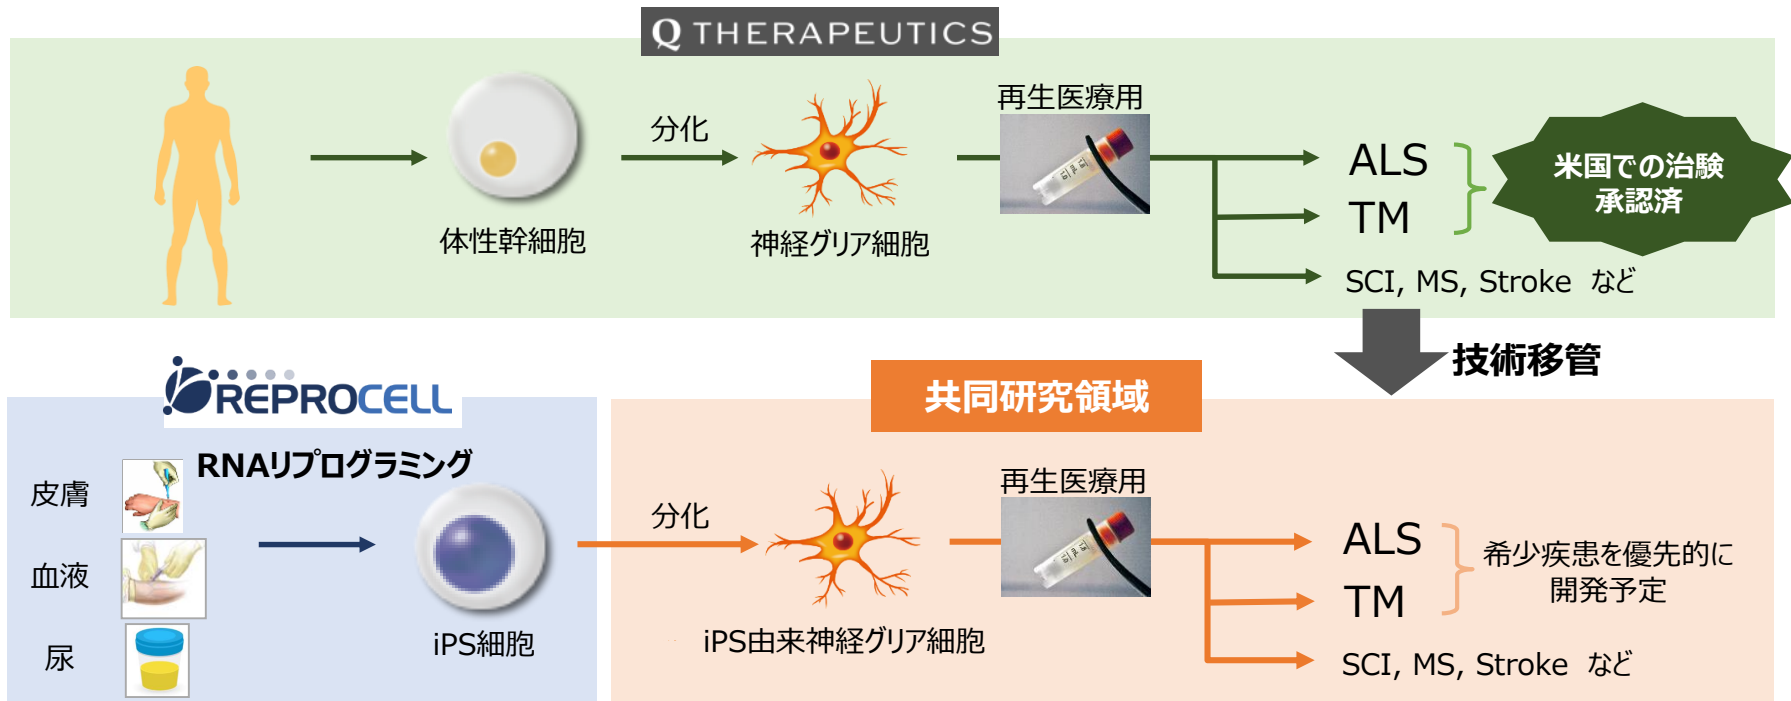 Q THERAPEUTICS
分化
再生医療用
体性幹細胞
神経グリア細胞
ALS
TM
SCI, MS, Stroke など
米国での治験
承認済
技術移管
REPROCELL
RNAリプログラミング
皮膚
血液
尿
iPS細胞
共同研究領域
分化
再生医療用
iPS由来神経グリア細胞
ALS
TM
SCI, MS, Stroke など
希少疾患を優先的に
開発予定